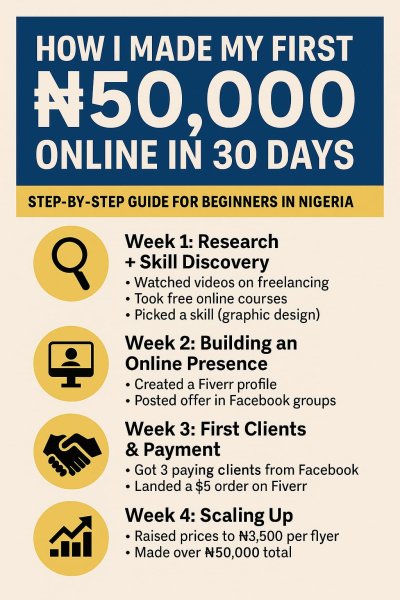 HOW I MADE MY FIRST
₦50,000
ONLINE IN 30 DAYS
STEP-BY-STEP GUIDE FOR BEGINNERS IN NIGERIA
Week 1: Research
+ Skill Discovery
• Watched videos on freelancing
• Took free online courses
• Picked a skill (graphic design)
Week 2: Building an
Online Presence
• Created a Fiverr profile
• Posted offer in Facebook groups
Week 3: First Clients
& Payment
• Got 3 paying clients from Facebook
• Landed a $5 order on Fiverr
Week 4: Scaling Up
• Raised prices to ₦3,500 per flyer
• Made over ₦50,000 total